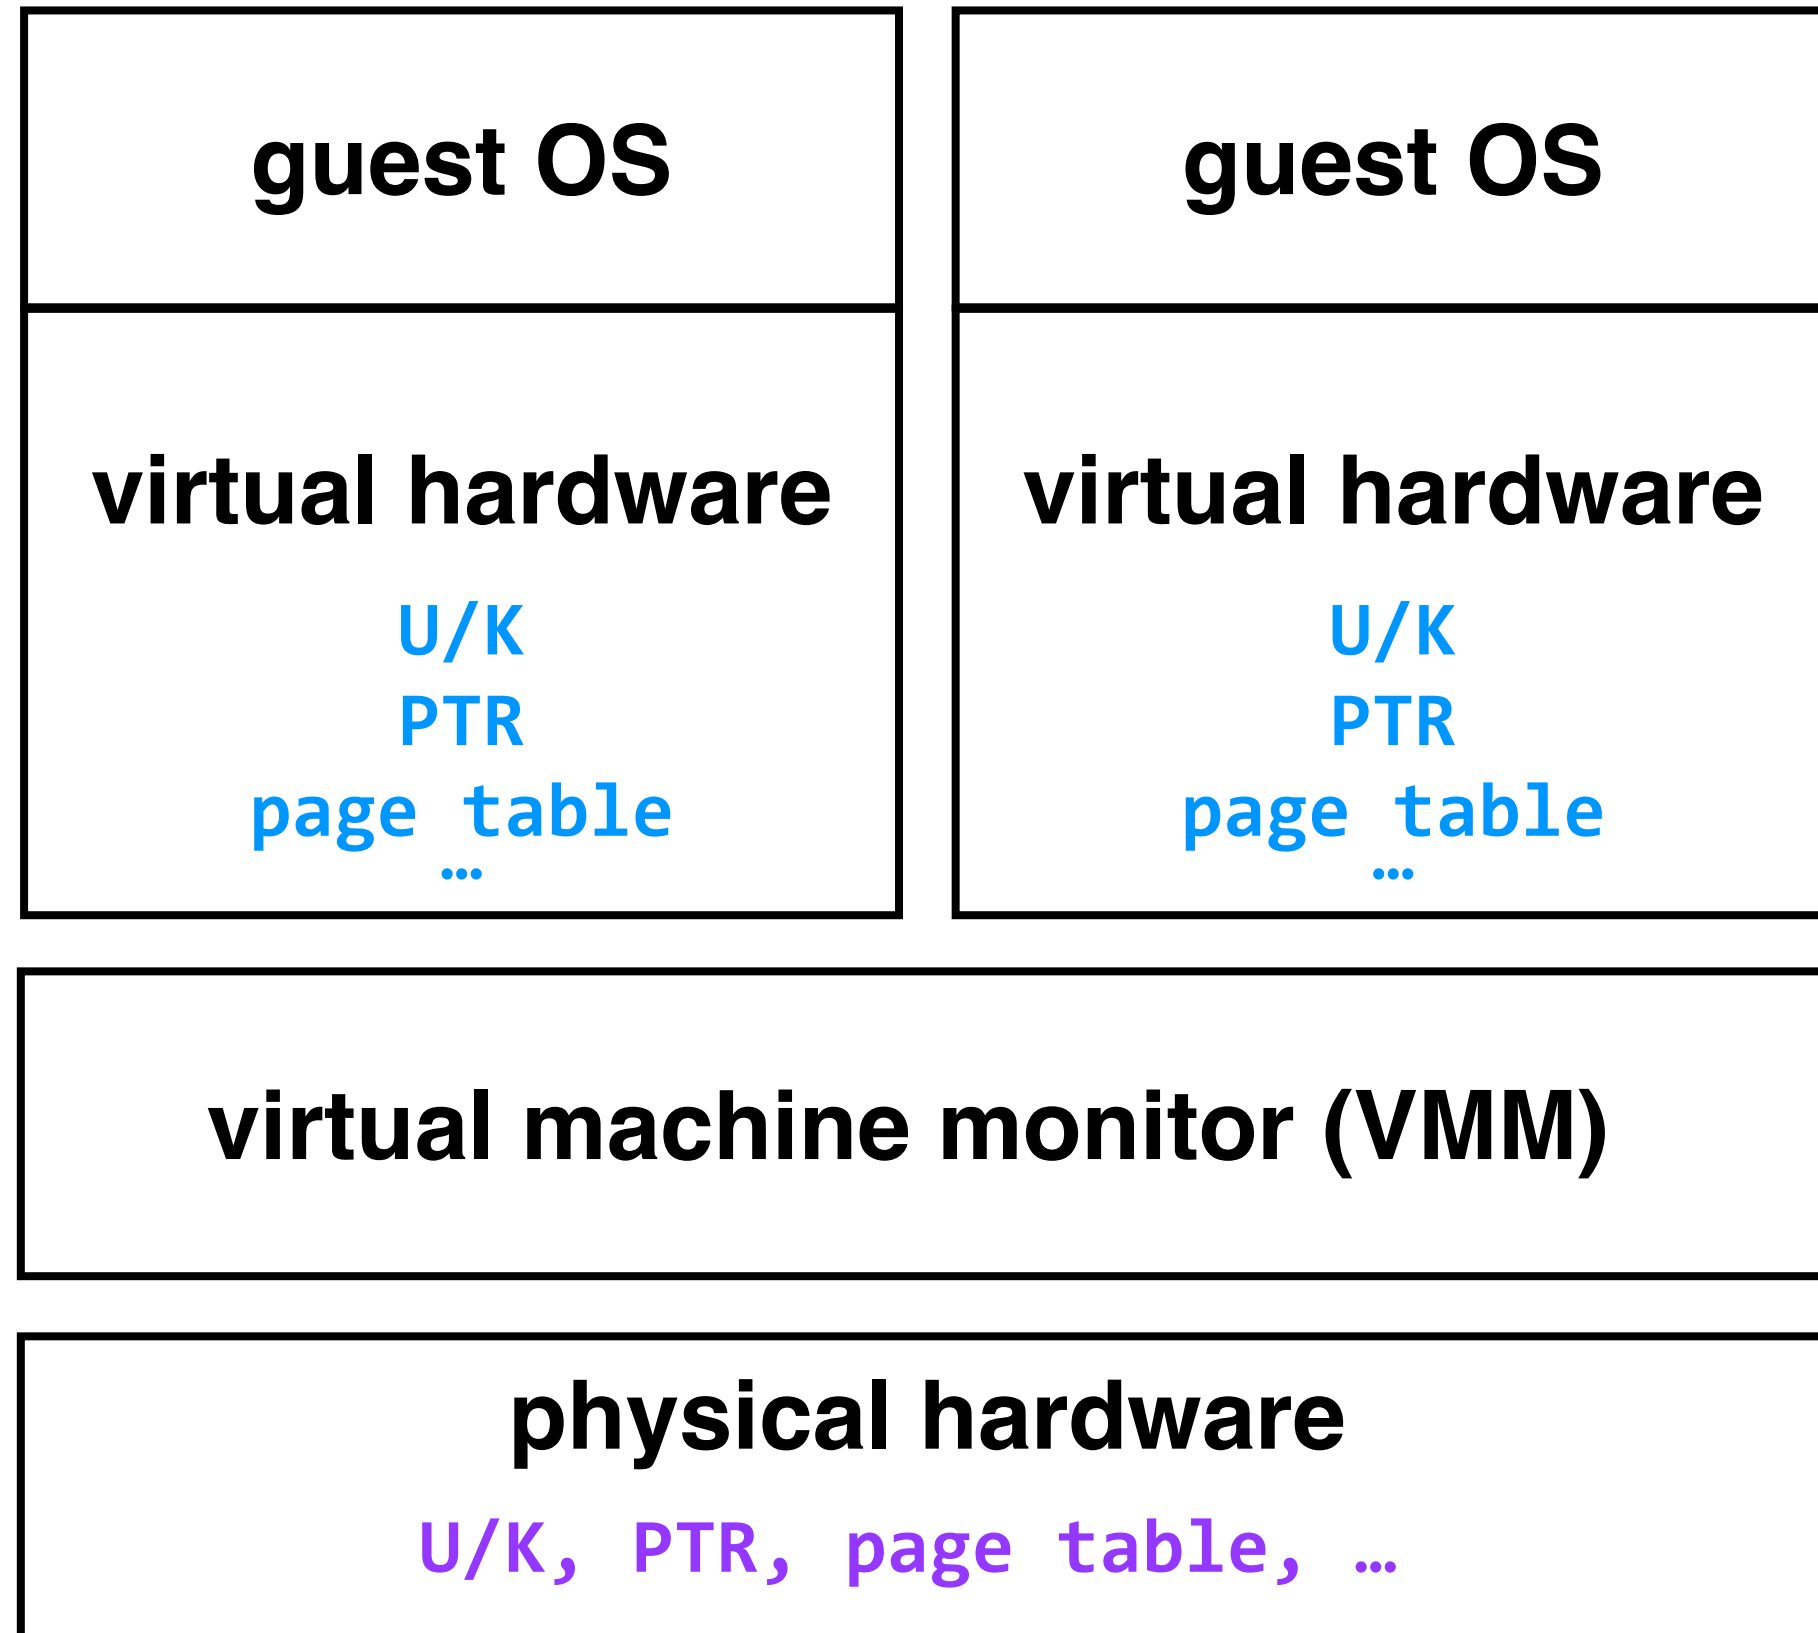 guest OS
virtual hardware
U/K
PTR
page table
…
guest OS
virtual hardware
U/K
PTR
page table
…
virtual machine monitor (VMM)
physical hardware
U/K, PTR, page table, …